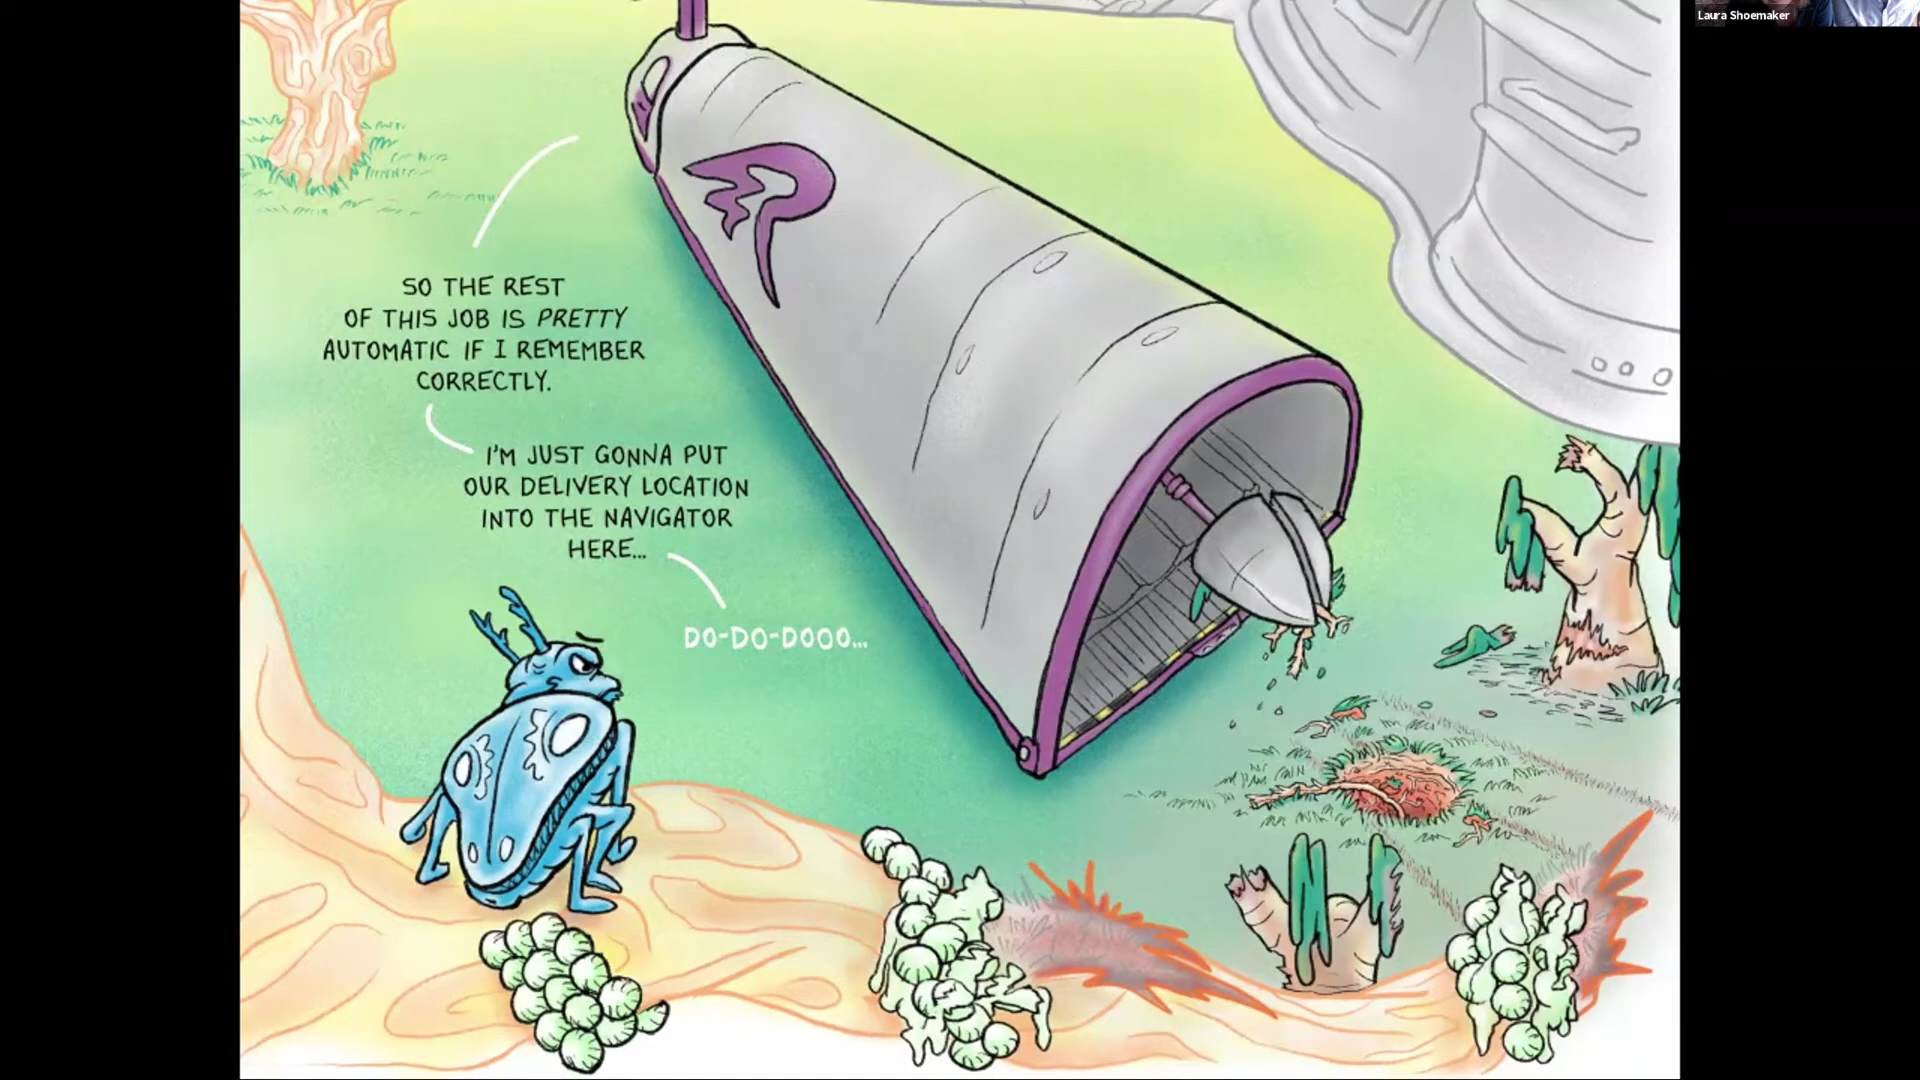 Laura Shoemaker
SO THE REST
OF THIS JOB IS PRETTY
AUTOMATIC IF I REMEMBER
CORRECTLY.
I'M JUST GONNA PUT
OUR DELIVERY LOCATION
INTO THE NAVIGATOR
HERE...
DO-DO-DOOO...